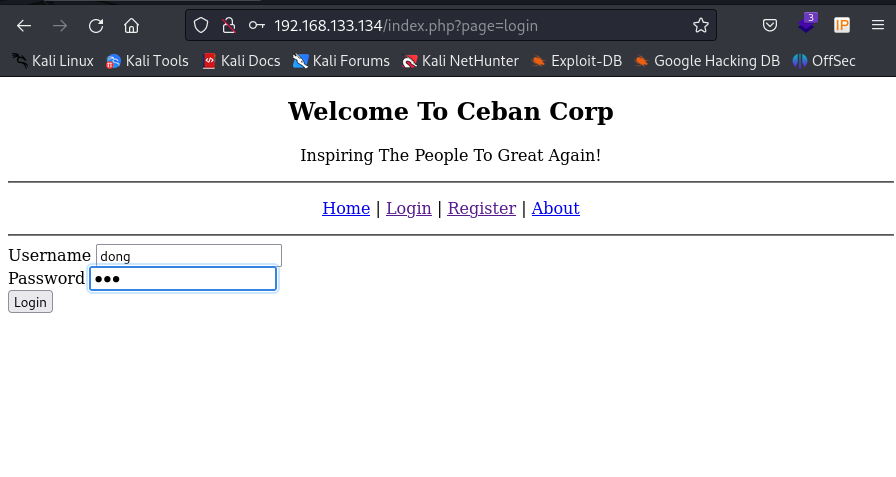 192.168.133.134/index.php?page=login
3
IP
Kali Linux Kali Tools Kali Docs Kali Forums Kali NetHunter Exploit-DB Google Hacking DB OffSec
Welcome To Ceban Corp
Inspiring The People To Great Again!
Home | Login | Register | About
Username dong
Password •••
Login